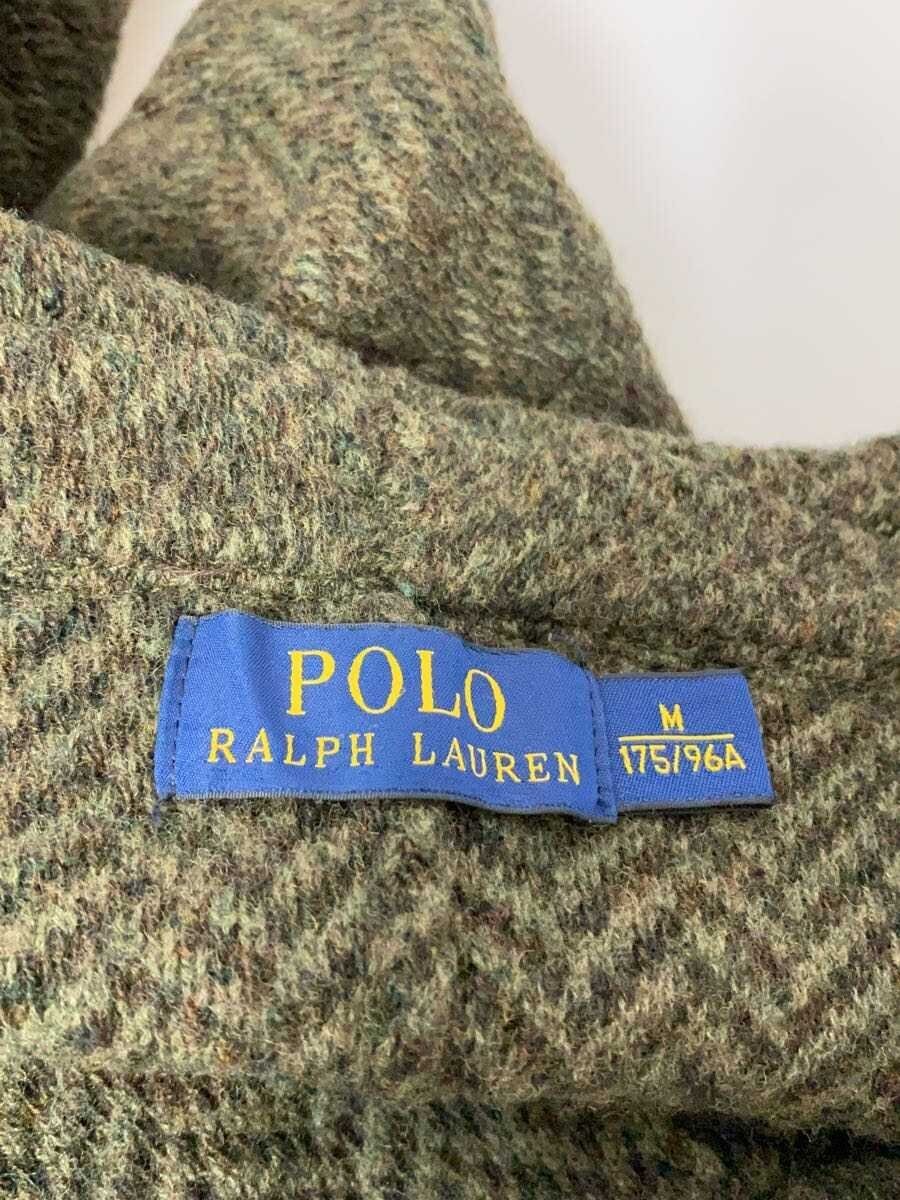 POLO
RALPH LAUREN
M
175/96A